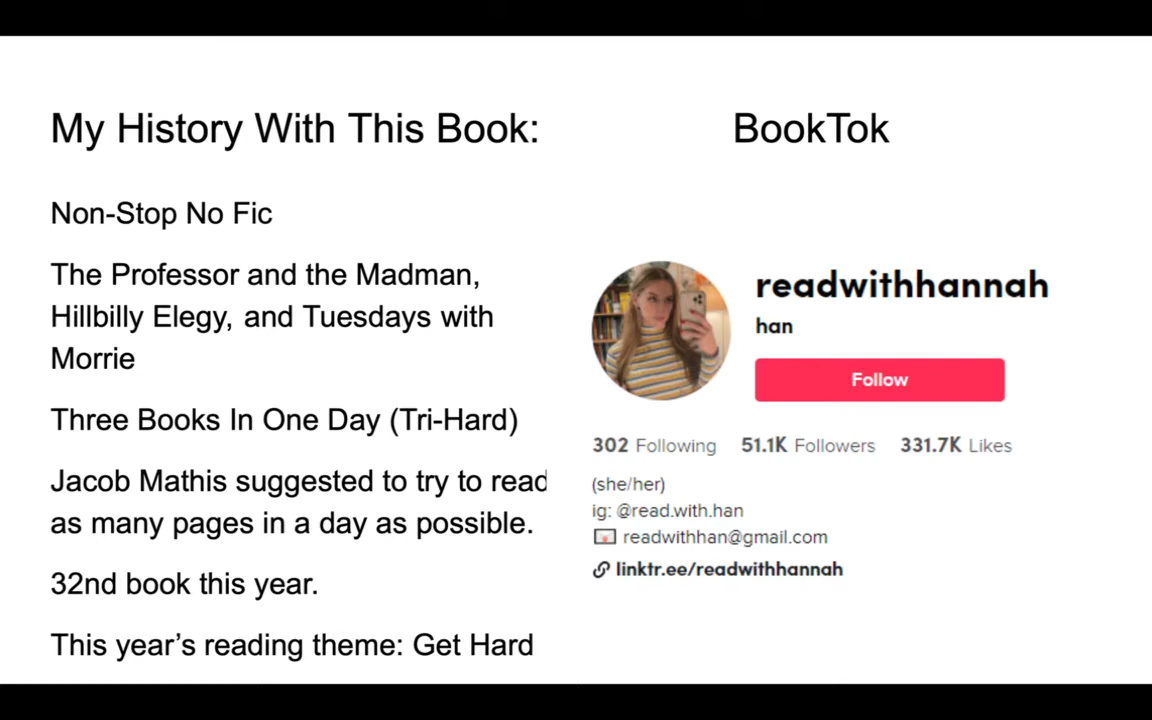 My History With This Book:
Non-Stop No Fic
The Professor and the Madman,
Hillbilly Elegy, and Tuesdays with
Morrie
Three Books In One Day (Tri-Hard)
Jacob Mathis suggested to try to read
as many pages in a day as possible.
32nd book this year.
This year’s reading theme: Get Hard
BookTok
readwithhannah
han
Follow
302 Following 51.1K Followers 331.7K Likes
(she/her)
ig: @read.with.han
readwithhan@gmail.com
linktr.ee/readwithhannah